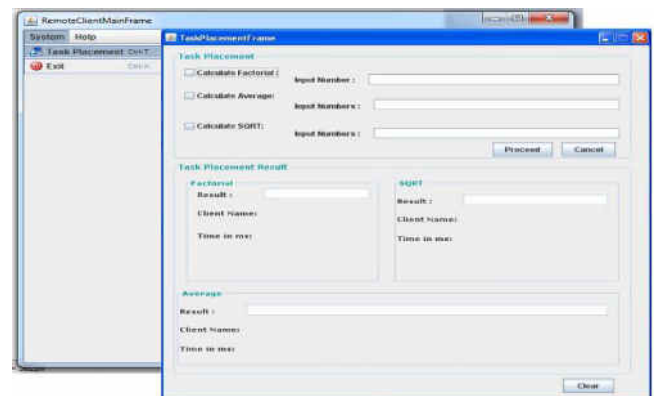 RemoteClientMainFrame
System Help
Task Placement Ctrl-T
Exit
TaskPlacementFrame
Task Placement
Calculate Factorial :
Input Number :
Calculate Average:
Input Numbers :
Calculate SQRT:
Input Numbers :
Proceed Cancel
Task Placement Result
Factorial
Result :
Client Name:
Time in ms:
SQRT
Result :
Client Name:
Time in ms:
Average
Result :
Client Name:
Time in ms:
Clear